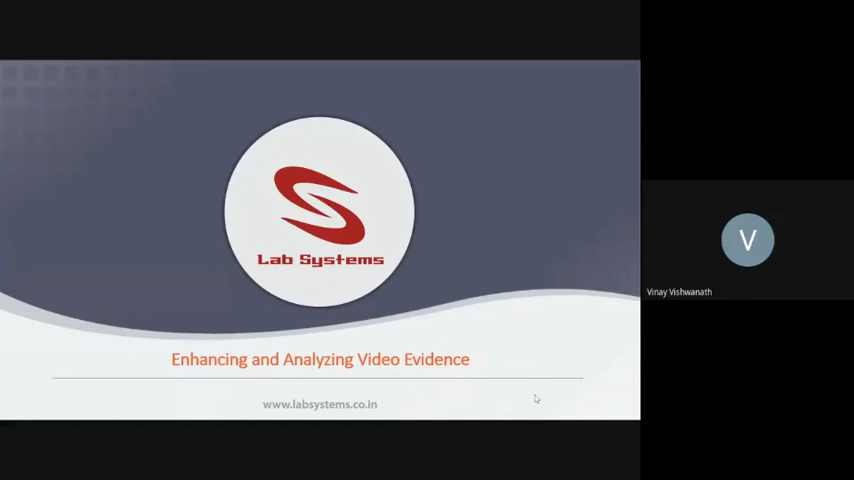 Lab Systems
Enhancing and Analyzing Video Evidence
www.labsystems.co.in
V
Vinay Vishwanath